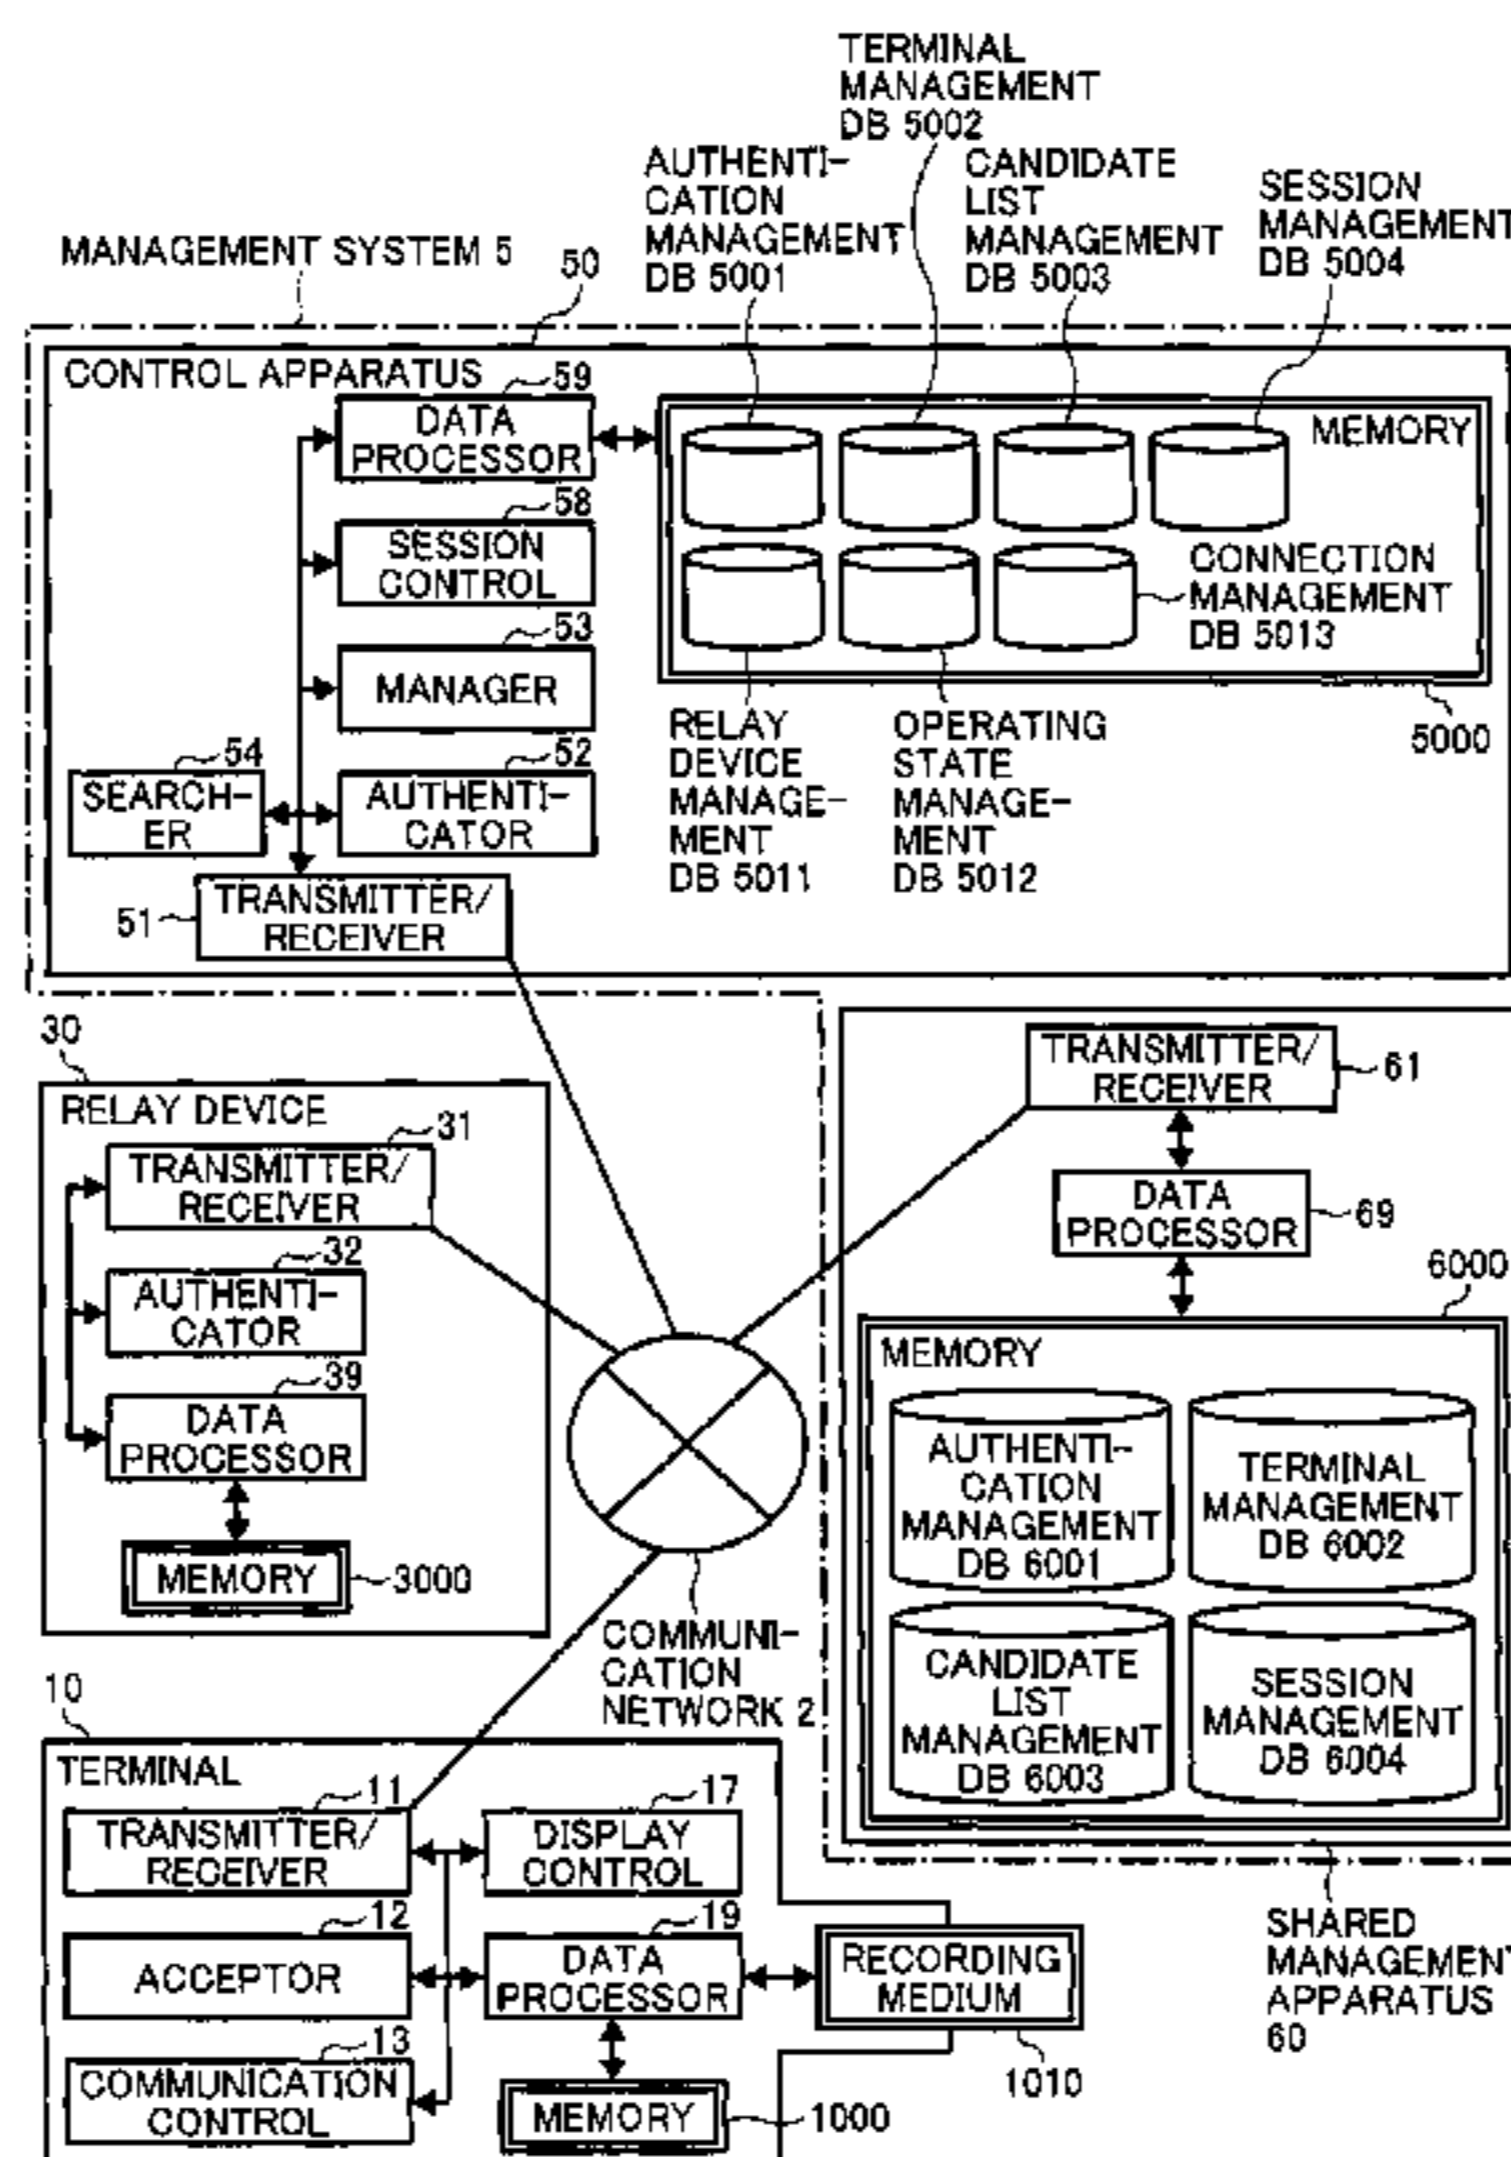 TERMINAL
MANAGEMENT
DB 5002
AUTHENTI-
CATION
MANAGEMENT
DB 5001
CANDIDATE
LIST
MANAGEMENT
DB 5003
SESSION
MANAGEMENT
DB 5004
MANAGEMENT SYSTEM 5
50
CONTROL APPARATUS
59
DATA
PROCESSOR
MEMORY
58
SESSION
CONTROL
CONNECTION
MANAGEMENT
DB 5013
53
MANAGER
5000
RELAY
DEVICE
MANAGE-
MENT
DB 5011
OPERATING
STATE
MANAGE-
MENT
DB 5012
54
SEARCH-
ER
52
AUTHENTI-
CATOR
51
TRANSMITTER/
RECEIVER
30
RELAY DEVICE
31
TRANSMITTER/
RECEIVER
32
AUTHENTI-
CATOR
39
DATA
PROCESSOR
MEMORY
3000
TRANSMITTER/
RECEIVER
61
DATA
PROCESSOR
69
6000
MEMORY
AUTHENTI-
CATION
MANAGEMENT
DB 6001
TERMINAL
MANAGEMENT
DB 6002
CANDIDATE
LIST
MANAGEMENT
DB 6003
SESSION
MANAGEMENT
DB 6004
COMMUNI-
CATION
NETWORK 2
10
TERMINAL
11
TRANSMITTER/
RECEIVER
17
DISPLAY
CONTROL
12
ACCEPTOR
19
DATA
PROCESSOR
RECORDING
MEDIUM
1010
13
COMMUNICATION
CONTROL
MEMORY
1000
SHARED
MANAGEMENT
APPARATUS
60